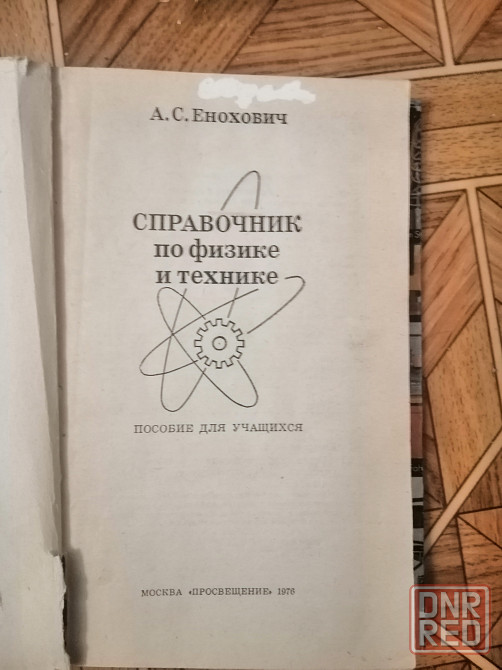 А. С. Енохович
СПРАВОЧНИК
по физике
и технике
ПОСОБИЕ ДЛЯ УЧАЩИХСЯ
МОСКВА «ПРОСВЕЩЕНИЕ» 1976
DNR
RED